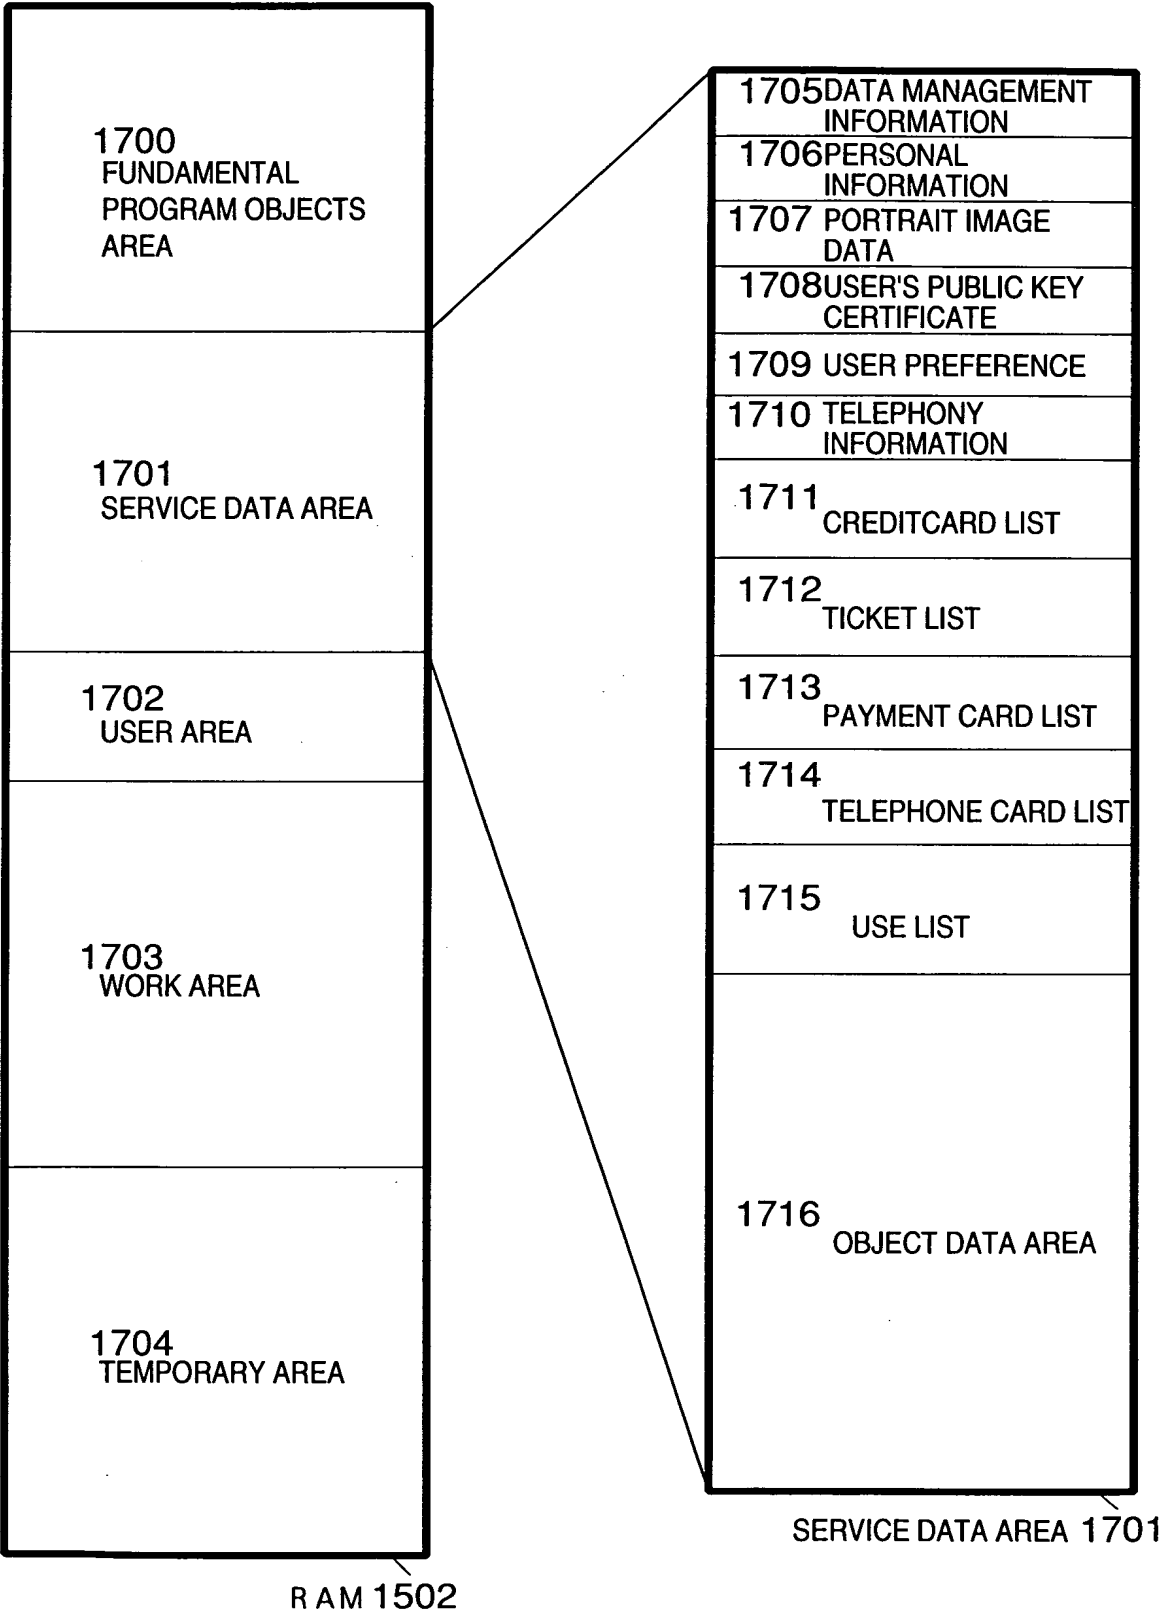 1700
FUNDAMENTAL
PROGRAM OBJECTS
AREA
1701
SERVICE DATA AREA
1702
USER AREA
1703
WORK AREA
1704
TEMPORARY AREA
RAM 1502
1705 DATA MANAGEMENT
INFORMATION
1706 PERSONAL
INFORMATION
1707 PORTRAIT IMAGE
DATA
1708 USER'S PUBLIC KEY
CERTIFICATE
1709 USER PREFERENCE
1710 TELEPHONY
INFORMATION
1711
CREDITCARD LIST
1712
TICKET LIST
1713
PAYMENT CARD LIST
1714
TELEPHONE CARD LIST
1715
USE LIST
1716
OBJECT DATA AREA
SERVICE DATA AREA 1701